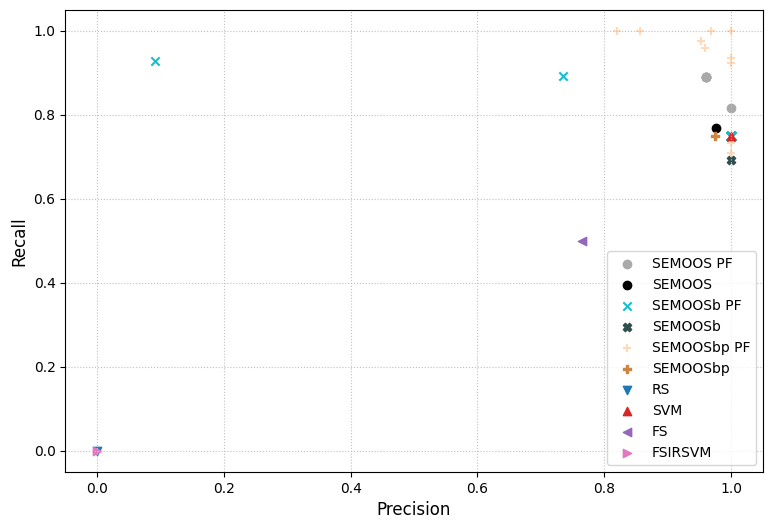 1.0
0.8
0.6
0.4
0.2
0.0
Recall
0.0 0.2 0.4 0.6 0.8 1.0
Precision
SEMOOS PF
SEMOOS
SEMOOSb PF
SEMOOSb
SEMOOSbp PF
SEMOOSbp
RS
SVM
FS
FSIRSVM